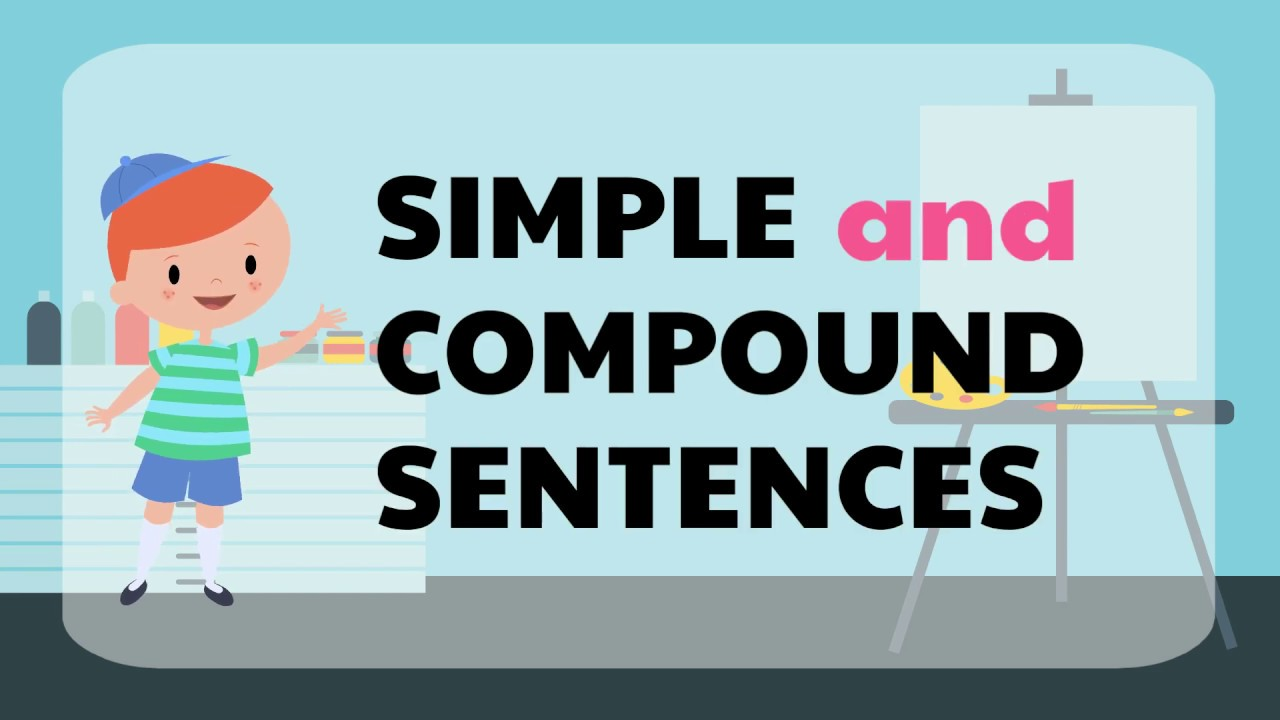 SIMPLE and
COMPOUND
SENTENCES